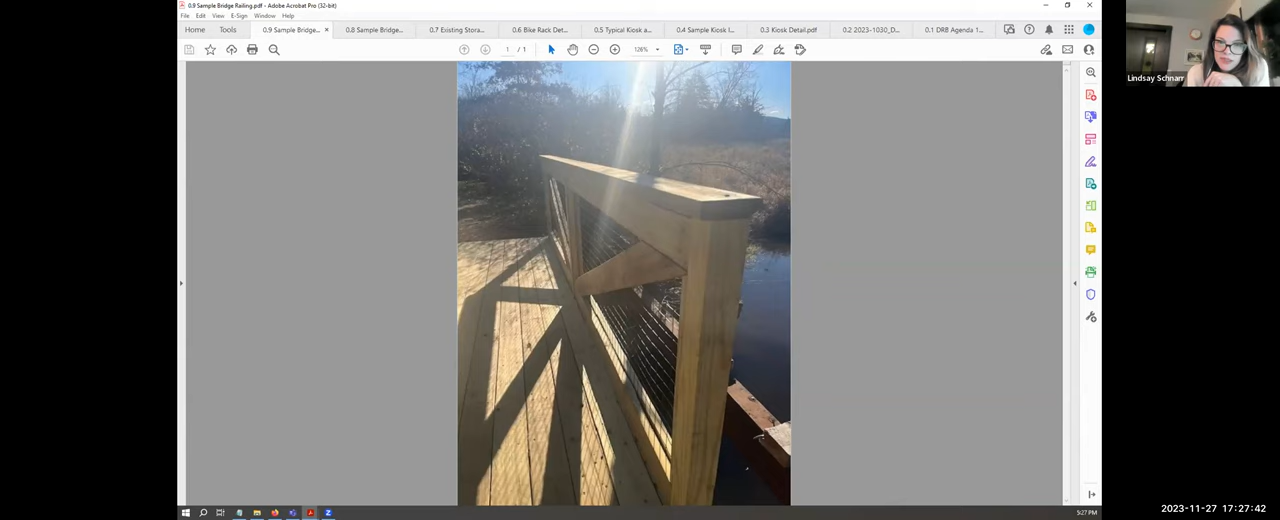 0.9 Sample Bridge Railing.pdf - Adobe Acrobat Pro (32-bit)
File Edit View E-Sign Window Help
Home Tools 0.9 Sample Bridge... × 0.8 Sample Bridge... 0.7 Existing Stora... 0.6 Bike Rack Det... 0.5 Typical Kiosk a... 0.4 Sample Kiosk I... 0.3 Kiosk Detail.pdf 0.2 2023-1030_D... 0.1 DRB Agenda 1...
1 / 1 126%
Lindsay Schnarr
5:27 PM
2023-11-27 17:27:42